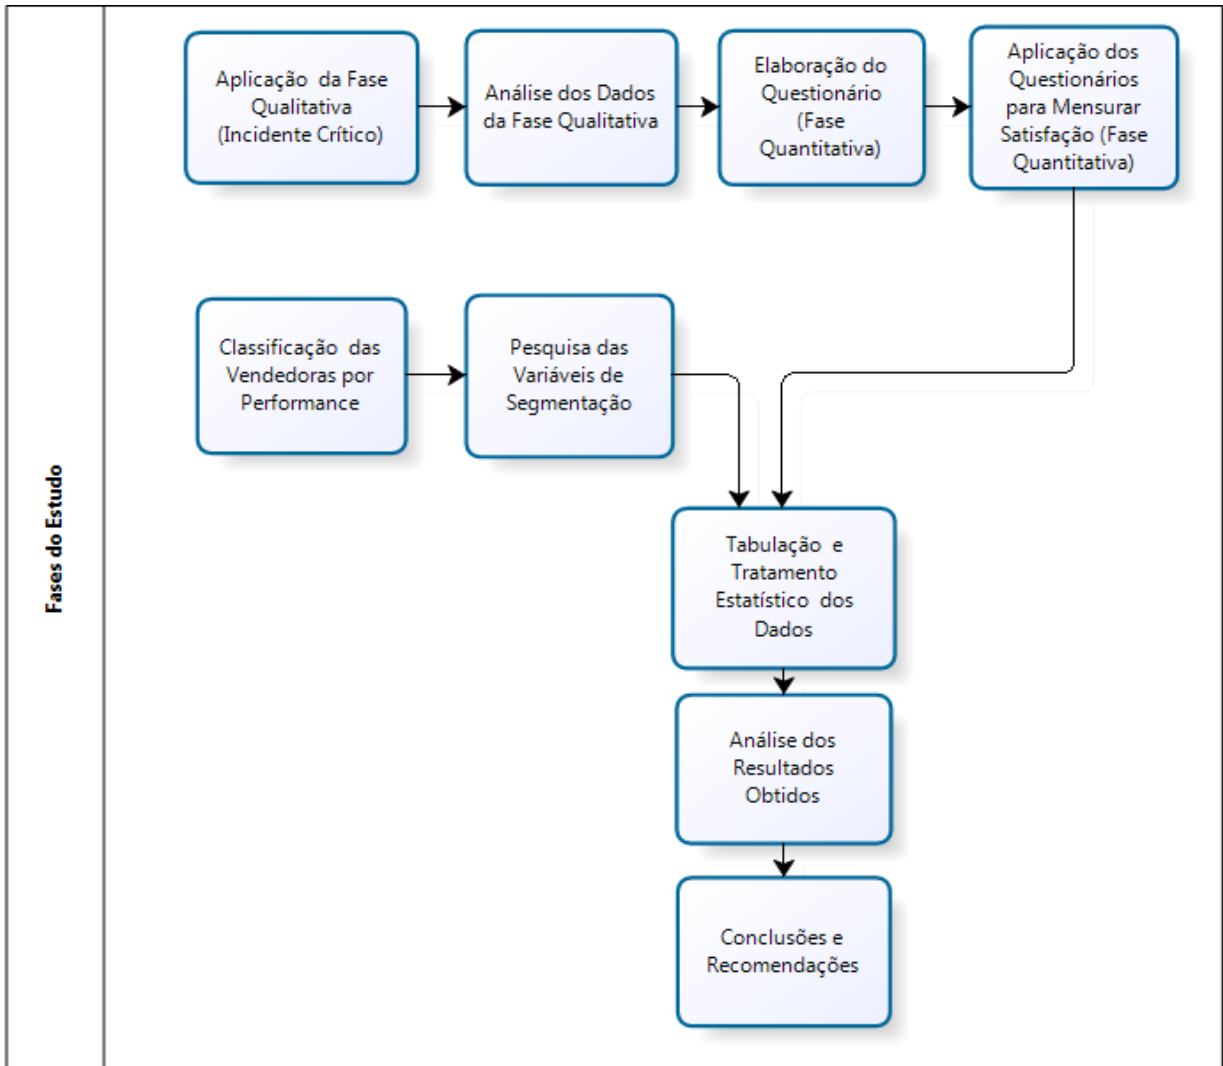 Fases do Estudo
Aplicação da Fase
Qualitativa
(Incidente Crítico)
Análise dos Dados
da Fase Qualitativa
Elaboração do
Questionário
(Fase
Quantitativa)
Aplicação dos
Questionários
para Mensurar
Satisfação (Fase
Quantitativa)
Classificação das
Vendedoras por
Performance
Pesquisa das
Variáveis de
Segmentação
Tabulação e
Tratamento
Estatístico dos
Dados
Análise dos
Resultados
Obtidos
Conclusões e
Recomendações